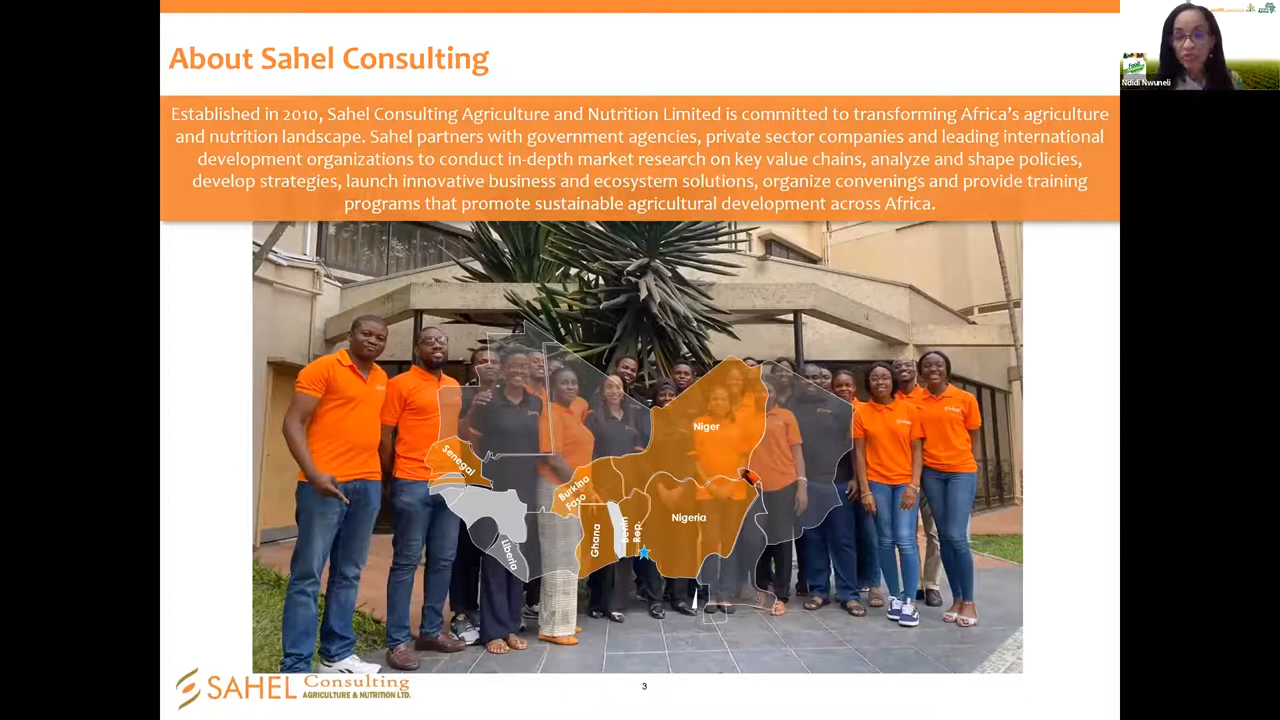 About Sahel Consulting
Established in 2010, Sahel Consulting Agriculture and Nutrition Limited is committed to transforming Africa's agriculture
and nutrition landscape. Sahel partners with government agencies, private sector companies and leading international
development organizations to conduct in-depth market research on key value chains, analyze and shape policies,
develop strategies, launch innovative business and ecosystem solutions, organize convenings and provide training
programs that promote sustainable agricultural development across Africa.
Ndidi Nwuneli
Food
Niger
Senegal
Burkina
Faso
Nigeria
Ghana
Benin
Rep.
Liberia
SAHEL Consulting
AGRICULTURE & NUTRITION LTD.
3